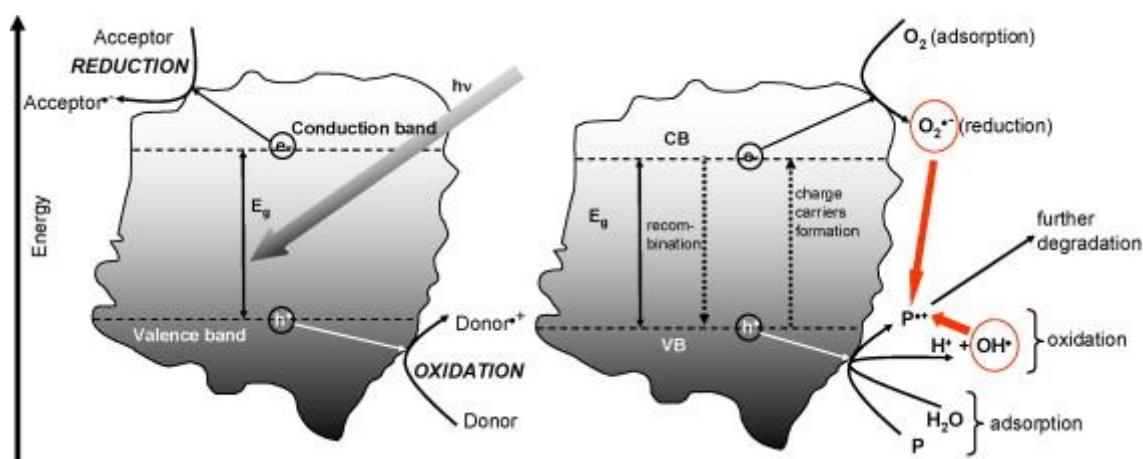 Energy
Acceptor
REDUCTION
Acceptor•-
hν
Conduction band
e-
Eg
h+
Valence band
Donor•+
OXIDATION
Donor
O2 (adsorption)
O2•- (reduction)
CB
e-
Eg
recom-
bination
charge
carriers
formation
further
degradation
P•+
h+
VB
H+ + OH•
oxidation
H2O
adsorption
P